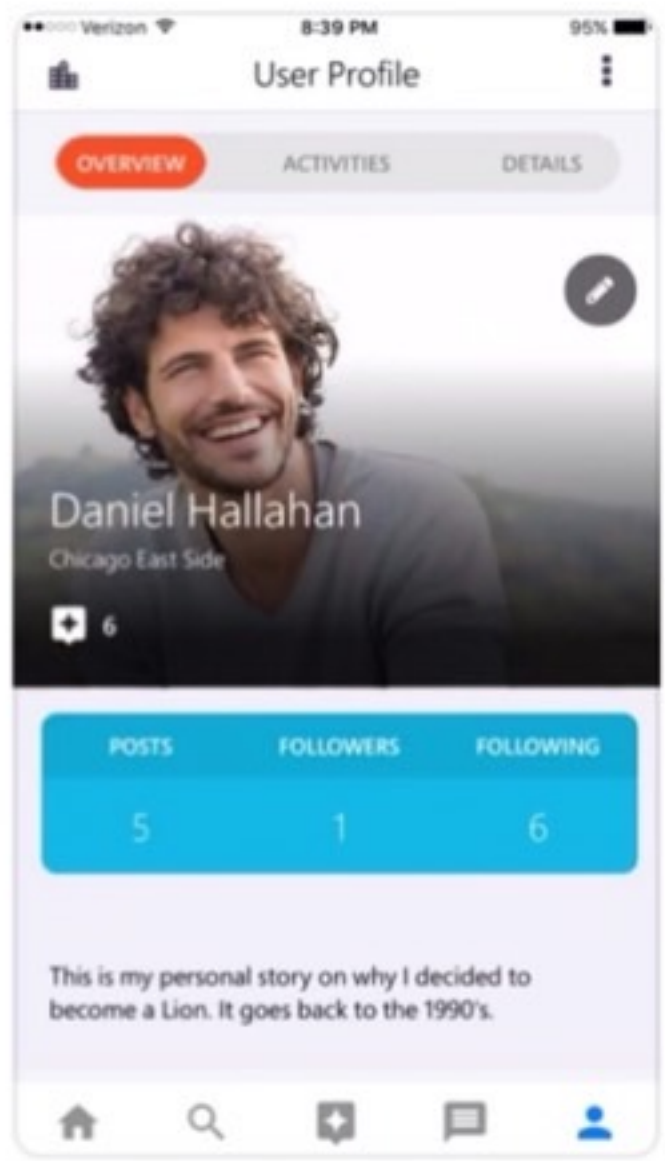 Verizon 8:39 PM 95%
User Profile
OVERVIEW ACTIVITIES DETAILS
Daniel Hallahan
Chicago East Side
6
POSTS FOLLOWERS FOLLOWING
5 1 6
This is my personal story on why I decided to
become a Lion. It goes back to the 1990's.